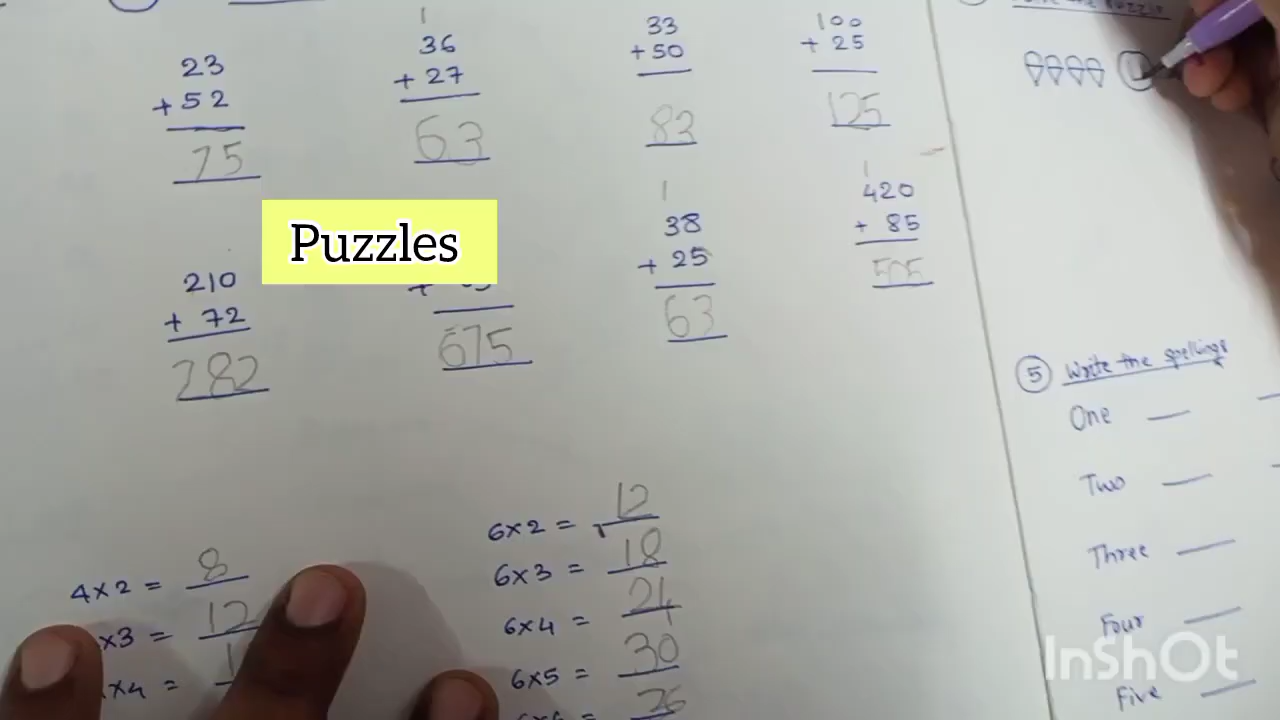 23
+ 52
75
1
36
+ 27
63
33
+ 50
83
100
+ 25
125
Puzzles
210
+ 72
282
675
1
38
+ 25
63
1
420
+ 85
505
4x2 = 8
x3 = 12
x4 =
6x2 = 12
6x3 = 18
6x4 = 24
6x5 = 30
5 Write the spellings
One
Two
Three
Four
Five
InShOt